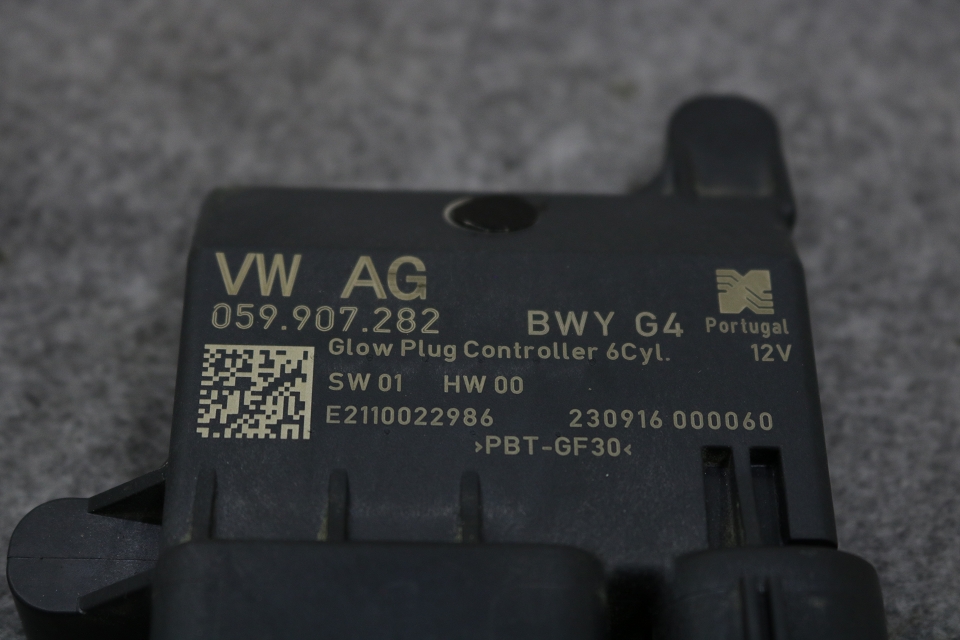 VW AG
059.907.282 BWY G4 Portugal
Glow Plug Controller 6Cyl. 12V
SW 01 HW 00
E2110022986 230916 000060
>PBT-GF30<